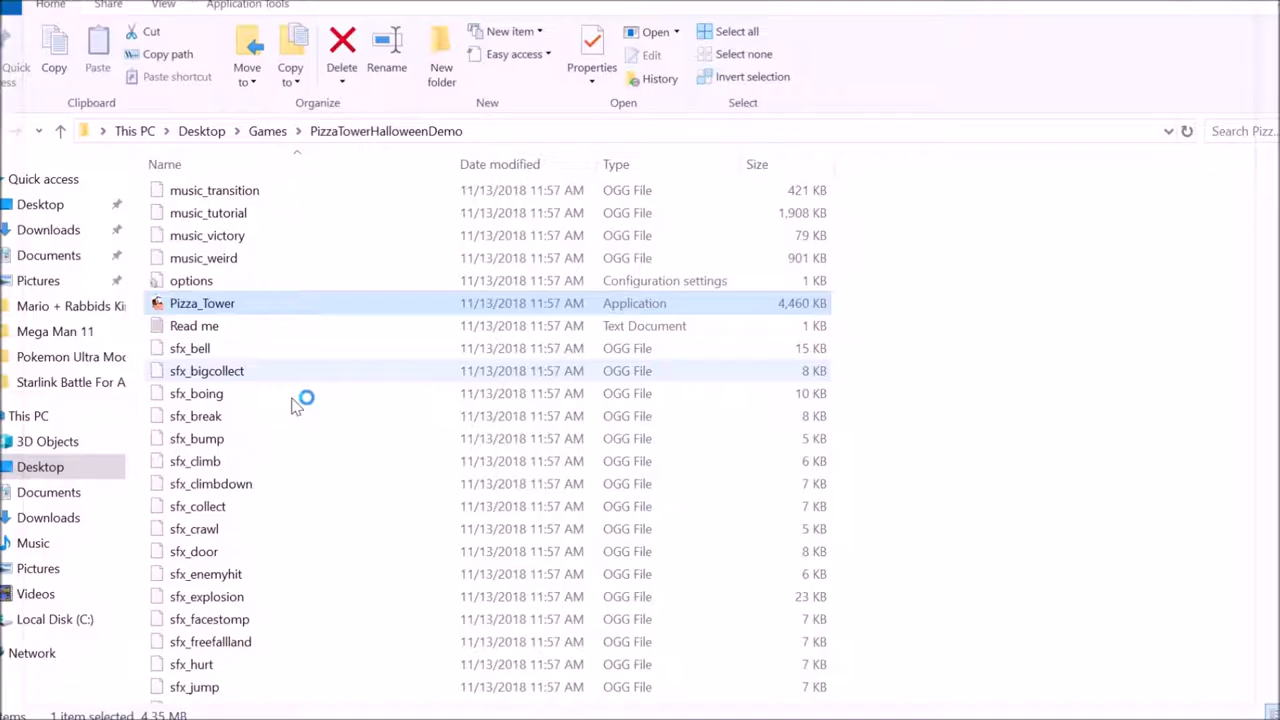 Home Share View Application Tools
Quick
ess
Copy
Paste
Cut
Copy path
Paste shortcut
Clipboard
Move
to
Copy
to
Delete
Rename
Organize
New
folder
New item
Easy access
New
Properties
Open
Edit
History
Open
Select all
Select none
Invert selection
Select
This PC > Desktop > Games > PizzaTowerHalloweenDemo
Search Pizz...
Quick access
Desktop
Downloads
Documents
Pictures
Mario + Rabbids Ki
Mega Man 11
Pokemon Ultra Moo
Starlink Battle For A
This PC
3D Objects
Desktop
Documents
Downloads
Music
Pictures
Videos
Local Disk (C:)
Network
Name Date modified Type Size
music_transition 11/13/2018 11:57 AM OGG File 421 KB
music_tutorial 11/13/2018 11:57 AM OGG File 1,908 KB
music_victory 11/13/2018 11:57 AM OGG File 79 KB
music_weird 11/13/2018 11:57 AM OGG File 901 KB
options 11/13/2018 11:57 AM Configuration settings 1 KB
Pizza_Tower 11/13/2018 11:57 AM Application 4,460 KB
Read me 11/13/2018 11:57 AM Text Document 1 KB
sfx_bell 11/13/2018 11:57 AM OGG File 15 KB
sfx_bigcollect 11/13/2018 11:57 AM OGG File 8 KB
sfx_boing 11/13/2018 11:57 AM OGG File 10 KB
sfx_break 11/13/2018 11:57 AM OGG File 8 KB
sfx_bump 11/13/2018 11:57 AM OGG File 5 KB
sfx_climb 11/13/2018 11:57 AM OGG File 6 KB
sfx_climbdown 11/13/2018 11:57 AM OGG File 7 KB
sfx_collect 11/13/2018 11:57 AM OGG File 7 KB
sfx_crawl 11/13/2018 11:57 AM OGG File 5 KB
sfx_door 11/13/2018 11:57 AM OGG File 8 KB
sfx_enemyhit 11/13/2018 11:57 AM OGG File 6 KB
sfx_explosion 11/13/2018 11:57 AM OGG File 23 KB
sfx_facestomp 11/13/2018 11:57 AM OGG File 7 KB
sfx_freefallland 11/13/2018 11:57 AM OGG File 7 KB
sfx_hurt 11/13/2018 11:57 AM OGG File 7 KB
sfx_jump 11/13/2018 11:57 AM OGG File 7 KB
tems 1 item selected 4.35 MB